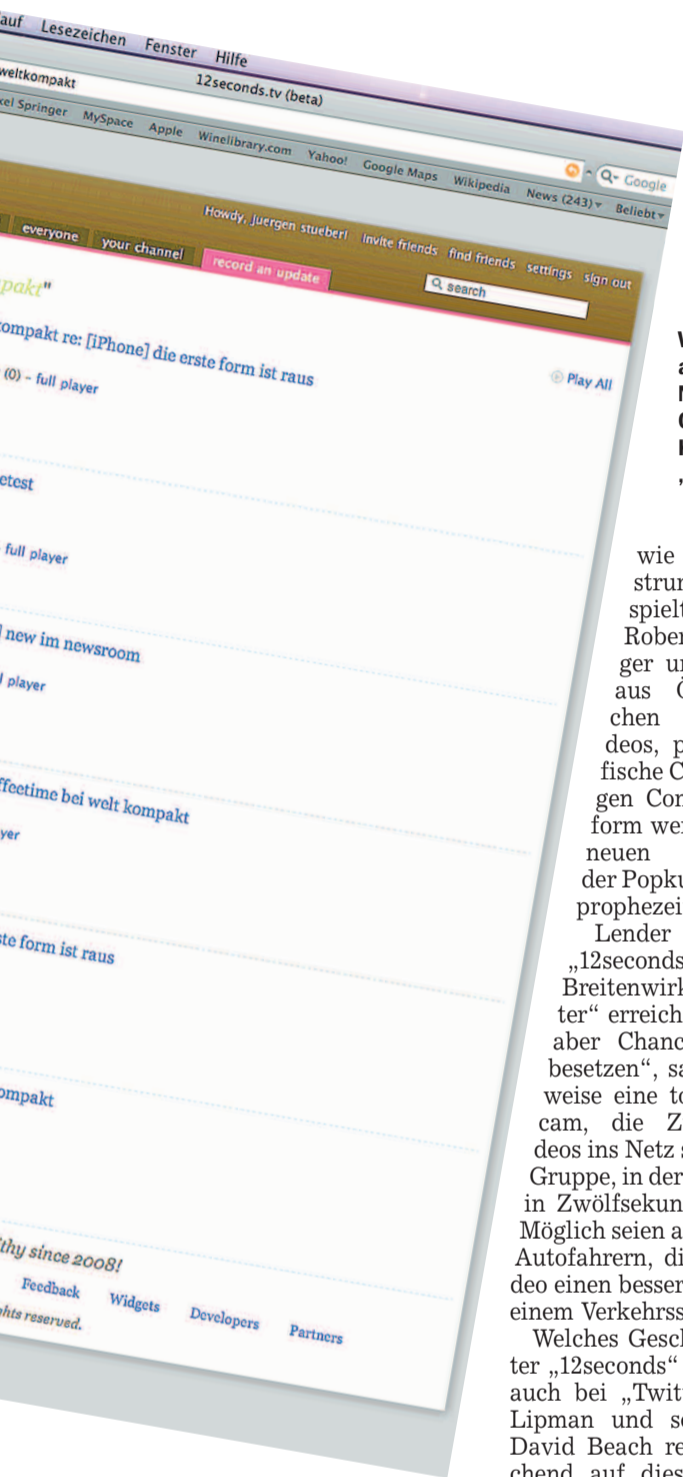 auf Lesezeichen Fenster Hilfe
weltkompakt 12seconds.tv (beta)
xel Springer MySpace Apple Winelibrary.com Yahoo! Google Maps Wikipedia News (243) Beliebt
Google
Howdy, juergen stueber! invite friends find friends settings sign out
everyone your channel record an update
search
pakt"
ompakt re: [iPhone] die erste form ist raus
Play All
(0) - full player
etest
full player
new im newsroom
player
ffeetime bei welt kompakt
yer
ste form ist raus
ompakt
thy since 2008!
Feedback Widgets Developers Partners
hts reserved.
wie
strun
spielt
Rober
ger u
aus
chen
deos, p
fische C
gen Con
form we
neuen
der Popku
prophezei
Lender
„12seconds
Breitenwirk
ter“ erreich
aber Chanc
besetzen“, sa
weise eine to
cam, die Z
deos ins Netz s
Gruppe, in der
in Zwölfsekun
Möglich seien a
Autofahrern, di
deo einen besser
einem Verkehrss
Welches Gesch
ter „12seconds“
auch bei „Twit
Lipman und s
David Beach re
chend auf dies